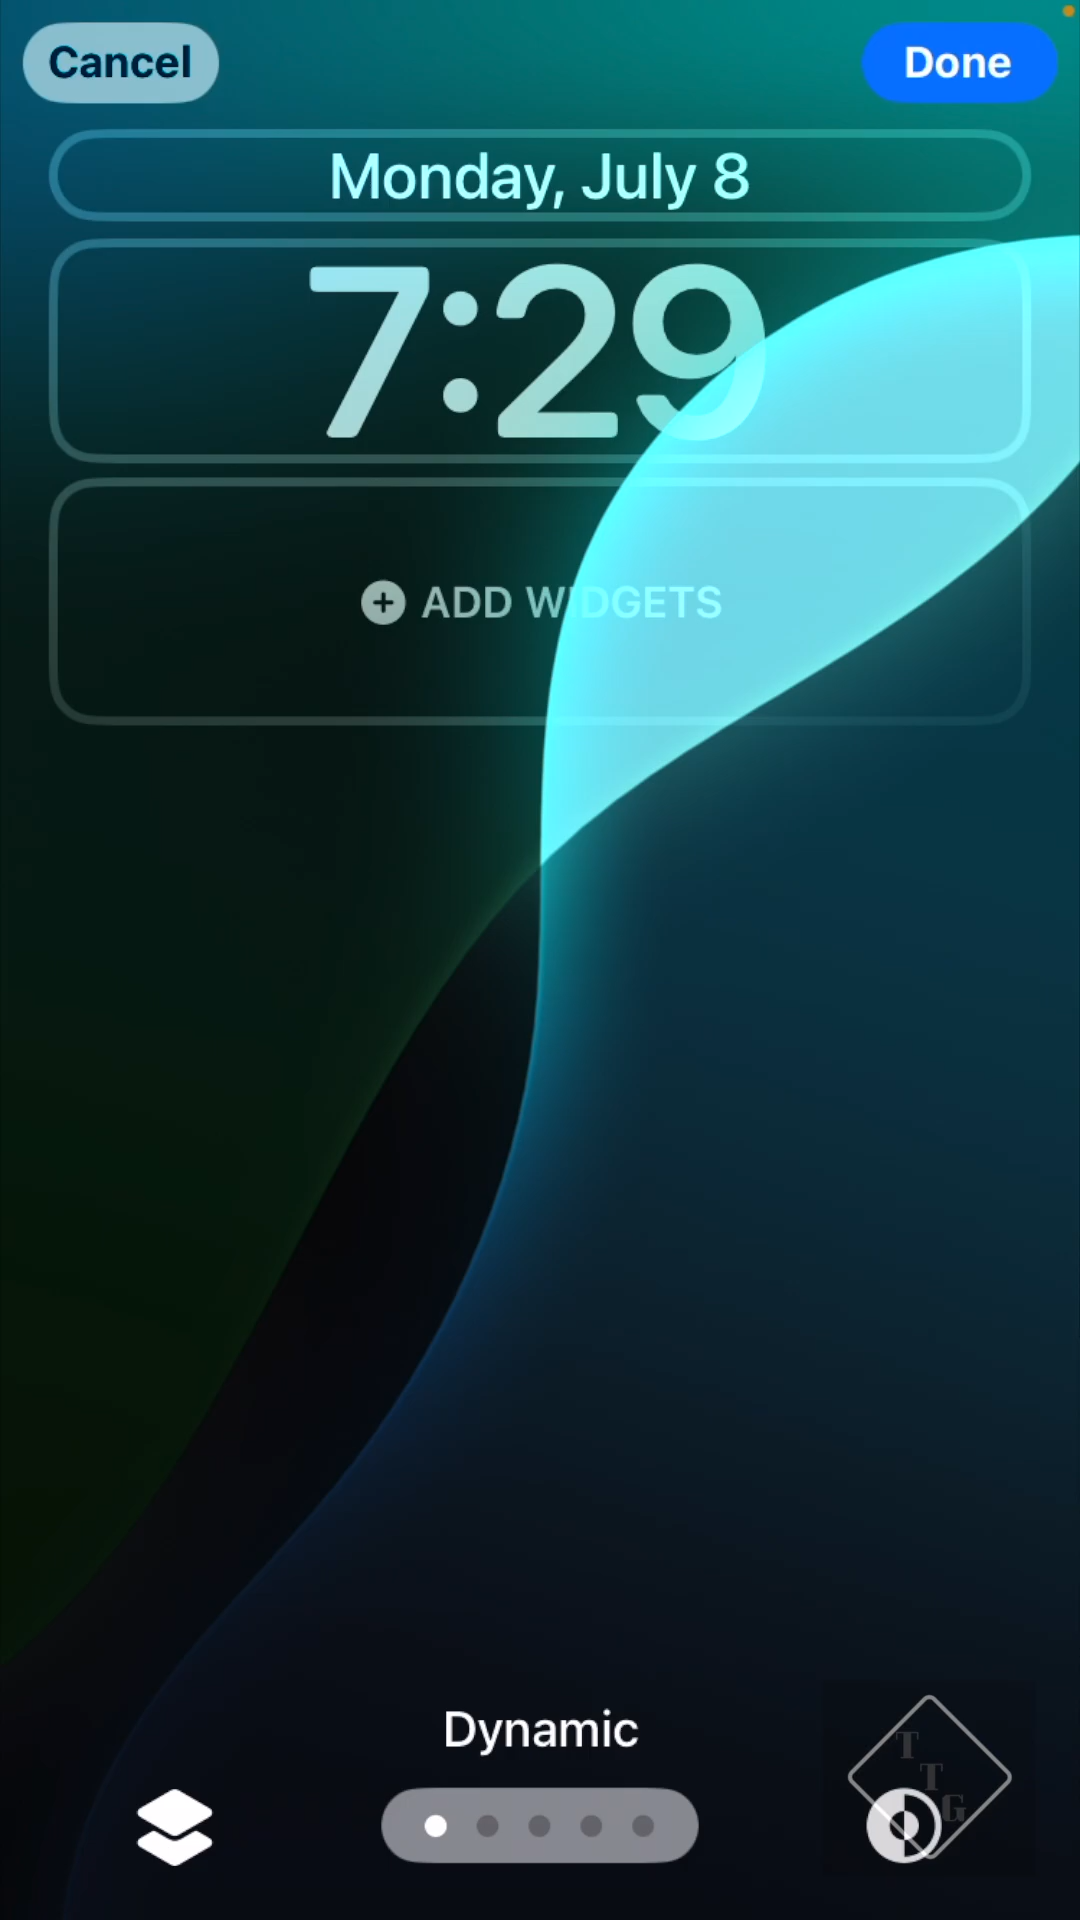 Cancel
Done
Monday, July 8
7:29
ADD WIDGETS
Dynamic
T
T
G